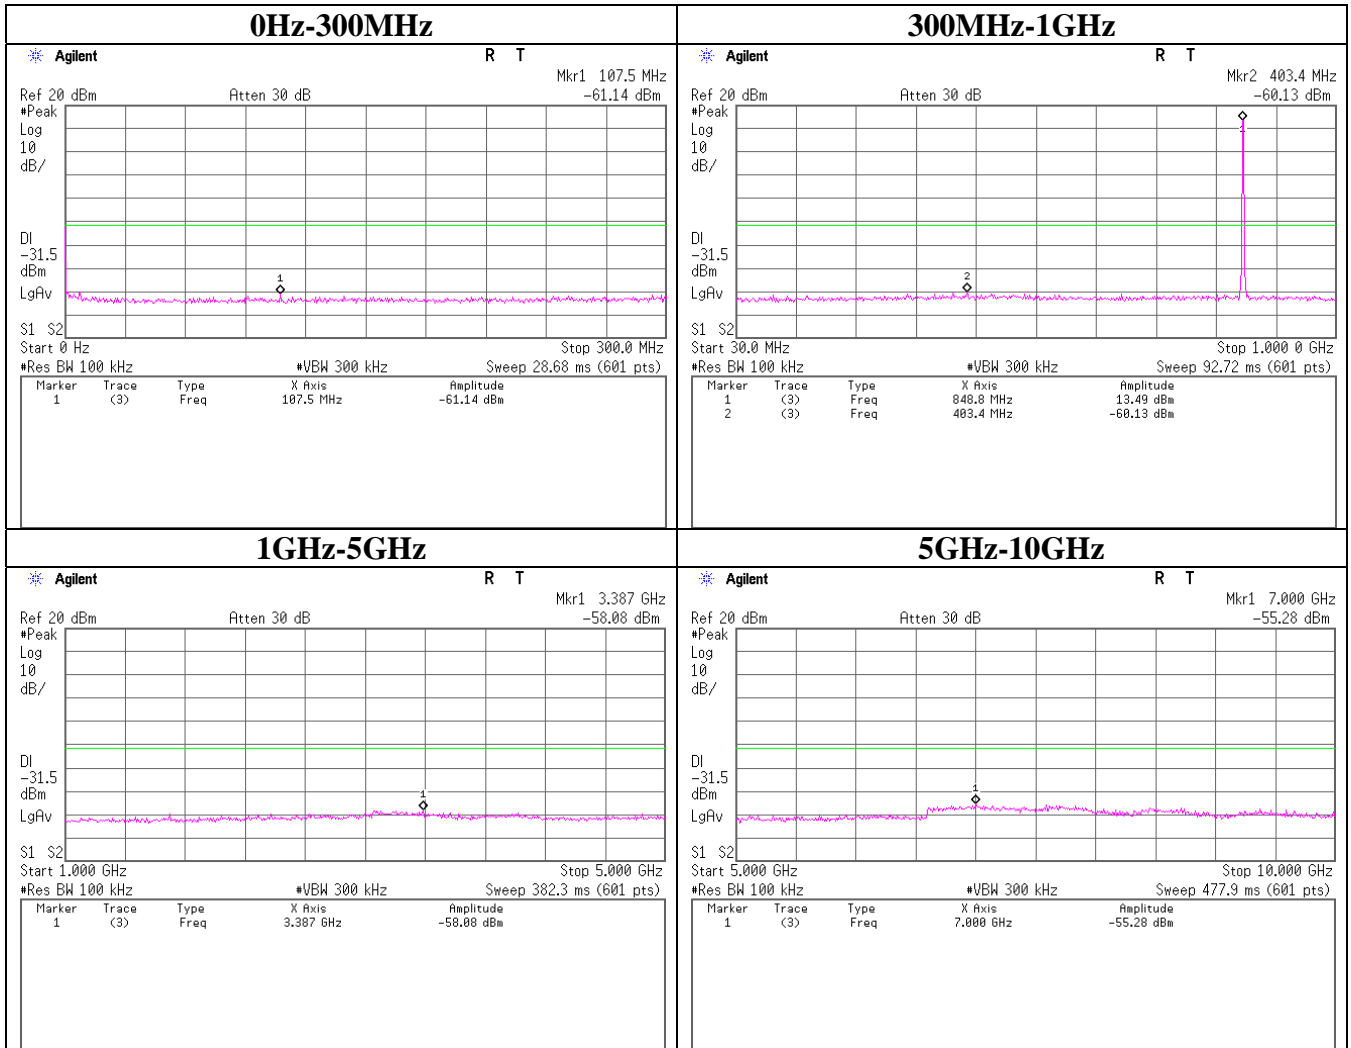 0Hz-300MHz
Agilent R T
Mkr1 107.5 MHz
Ref 20 dBm Atten 30 dB -61.14 dBm
#Peak
Log
10
dB/
1
DI
-31.5
dBm
LgAv
S1 S2
Start 0 Hz Stop 300.0 MHz
#Res BW 100 kHz #VBW 300 kHz Sweep 28.68 ms (601 pts)
Marker Trace Type X Axis Amplitude
1 (3) Freq 107.5 MHz -61.14 dBm
300MHz-1GHz
Agilent R T
Mkr2 403.4 MHz
Ref 20 dBm Atten 30 dB -60.13 dBm
#Peak
Log
10
dB/
1
DI
-31.5
dBm
2
LgAv
S1 S2
Start 30.0 MHz Stop 1.000 0 GHz
#Res BW 100 kHz #VBW 300 kHz Sweep 92.72 ms (601 pts)
Marker Trace Type X Axis Amplitude
1 (3) Freq 848.8 MHz 13.49 dBm
2 (3) Freq 403.4 MHz -60.13 dBm
1GHz-5GHz
Agilent R T
Mkr1 3.387 GHz
Ref 20 dBm Atten 30 dB -58.08 dBm
#Peak
Log
10
dB/
DI
-31.5
dBm
1
LgAv
S1 S2
Start 1.000 GHz Stop 5.000 GHz
#Res BW 100 kHz #VBW 300 kHz Sweep 382.3 ms (601 pts)
Marker Trace Type X Axis Amplitude
1 (3) Freq 3.387 GHz -58.08 dBm
5GHz-10GHz
Agilent R T
Mkr1 7.000 GHz
Ref 20 dBm Atten 30 dB -55.28 dBm
#Peak
Log
10
dB/
DI
-31.5
dBm
1
LgAv
S1 S2
Start 5.000 GHz Stop 10.000 GHz
#Res BW 100 kHz #VBW 300 kHz Sweep 477.9 ms (601 pts)
Marker Trace Type X Axis Amplitude
1 (3) Freq 7.000 GHz -55.28 dBm